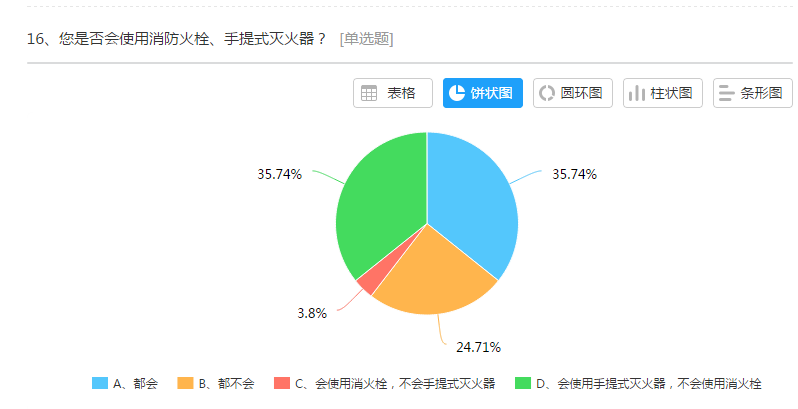 16、您是否会使用消防火栓、手提式灭火器？ [单选题]
表格 饼状图 圆环图 柱状图 条形图
35.74% 35.74%
3.8%
24.71%
A、都会 B、都不会 C、会使用消火栓，不会手提式灭火器 D、会使用手提式灭火器，不会使用消火栓